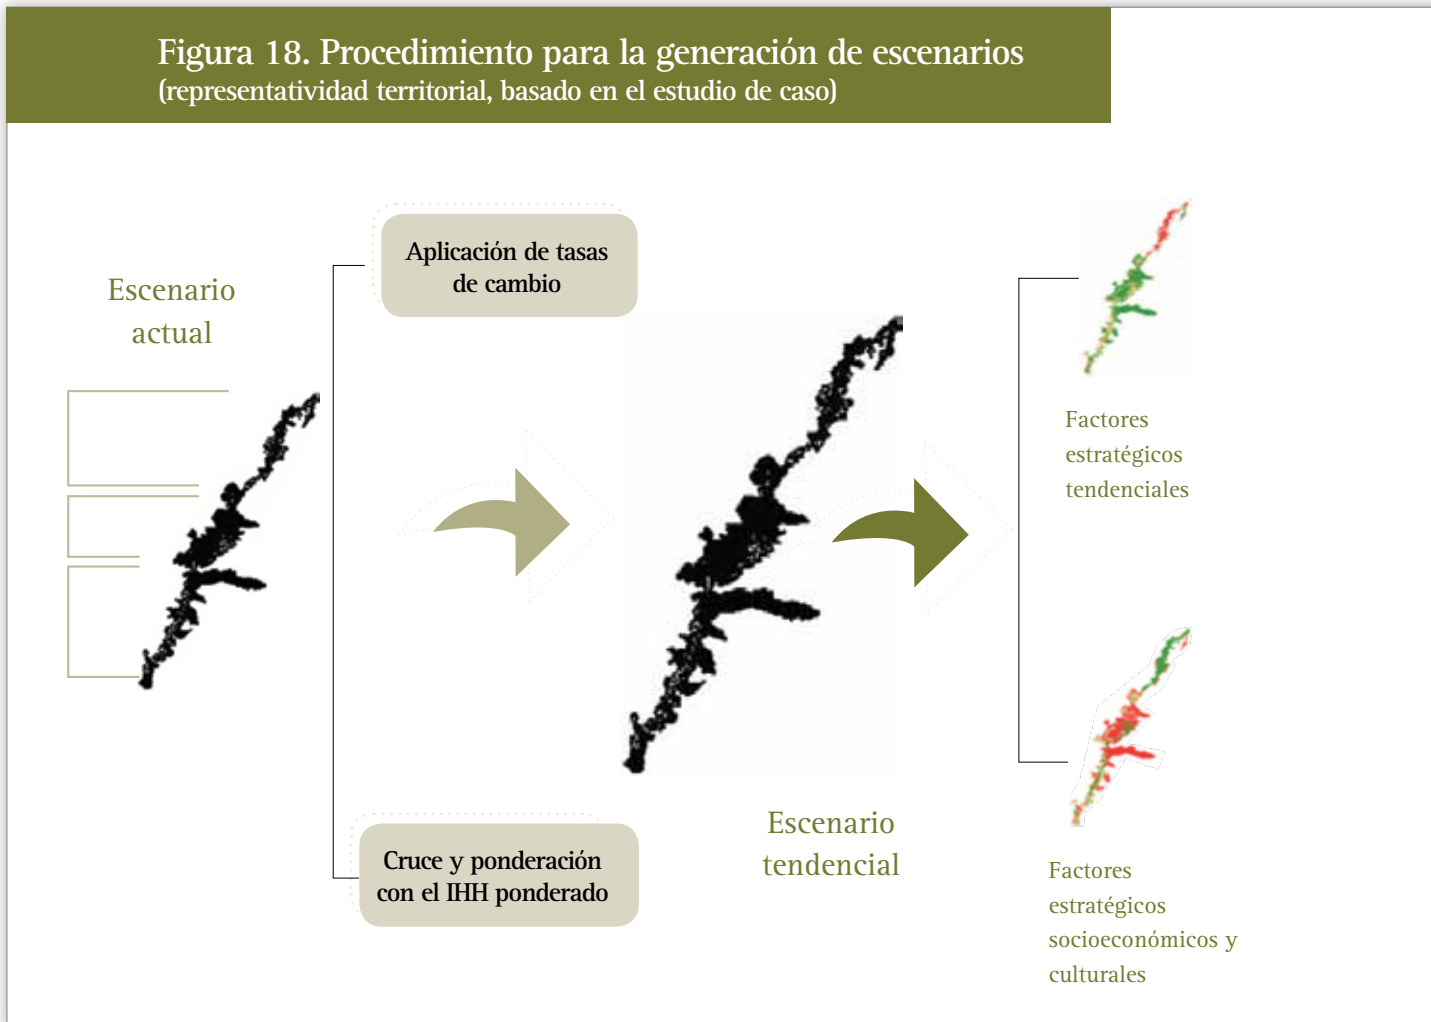 Figura 18. Procedimiento para la generación de escenarios
(representatividad territorial, basado en el estudio de caso)
Escenario
actual
Aplicación de tasas
de cambio
Cruce y ponderación
con el IHH ponderado
Escenario
tendencial
Factores
estratégicos
tendenciales
Factores
estratégicos
socioeconómicos y
culturales